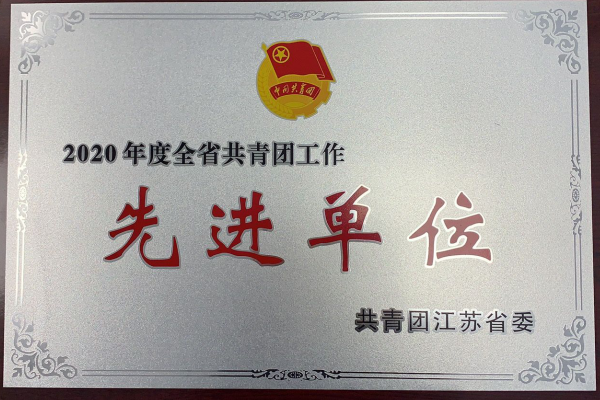 中国共青团
2020年度全省共青团工作
先进单位
共青团江苏省委